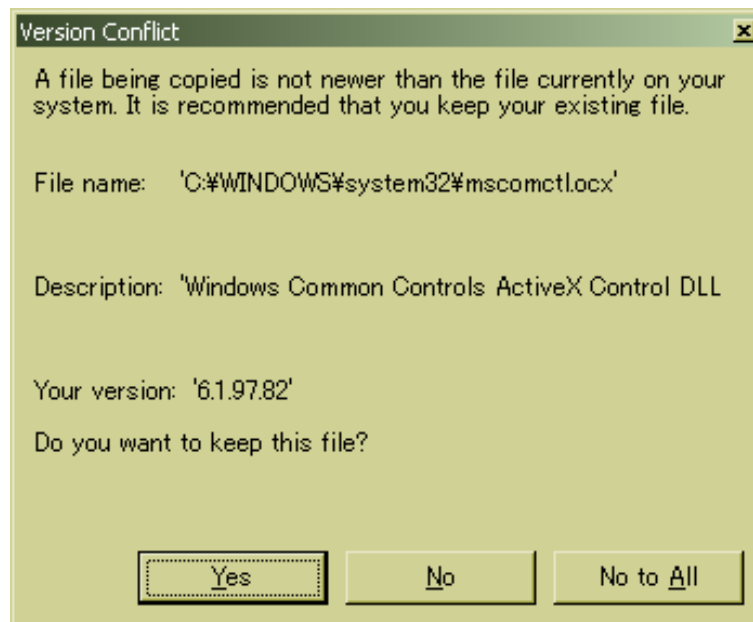 Version Conflict
A file being copied is not newer than the file currently on your
system. It is recommended that you keep your existing file.
File name: 'C:¥WINDOWS¥system32¥mscomctl.ocx'
Description: 'Windows Common Controls ActiveX Control DLL
Your version: '6.1.97.82'
Do you want to keep this file?
Yes No No to All